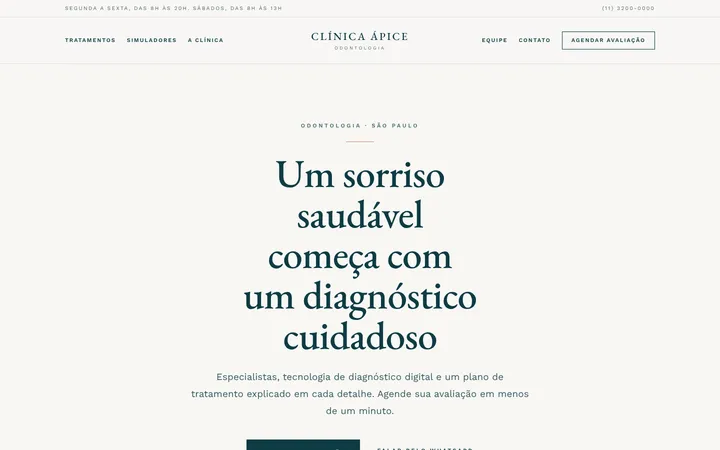 SEGUNDA A SEXTA, DAS 8H ÀS 20H. SÁBADOS, DAS 8H ÀS 13H
(11) 2200-0000
TRATAMENTOS SIMULADORES A CLÍNICA
CLÍNICA ÁPICE
ODONTOLOGIA
EQUIPE CONTATO AGENDAR AVALIAÇÃO
ODONTOLOGIA · SÃO PAULO
Um sorriso
saudável
começa com
um diagnóstico
cuidadoso
Especialistas, tecnologia de diagnóstico digital e um plano de
tratamento explicado em cada detalhe. Agende sua avaliação em menos
de um minuto.